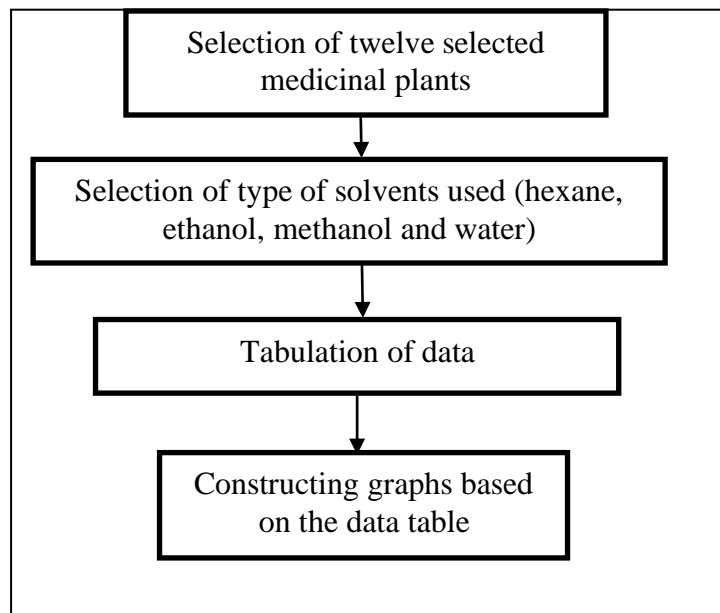 Selection of twelve selected
medicinal plants
Selection of type of solvents used (hexane,
ethanol, methanol and water)
Tabulation of data
Constructing graphs based
on the data table